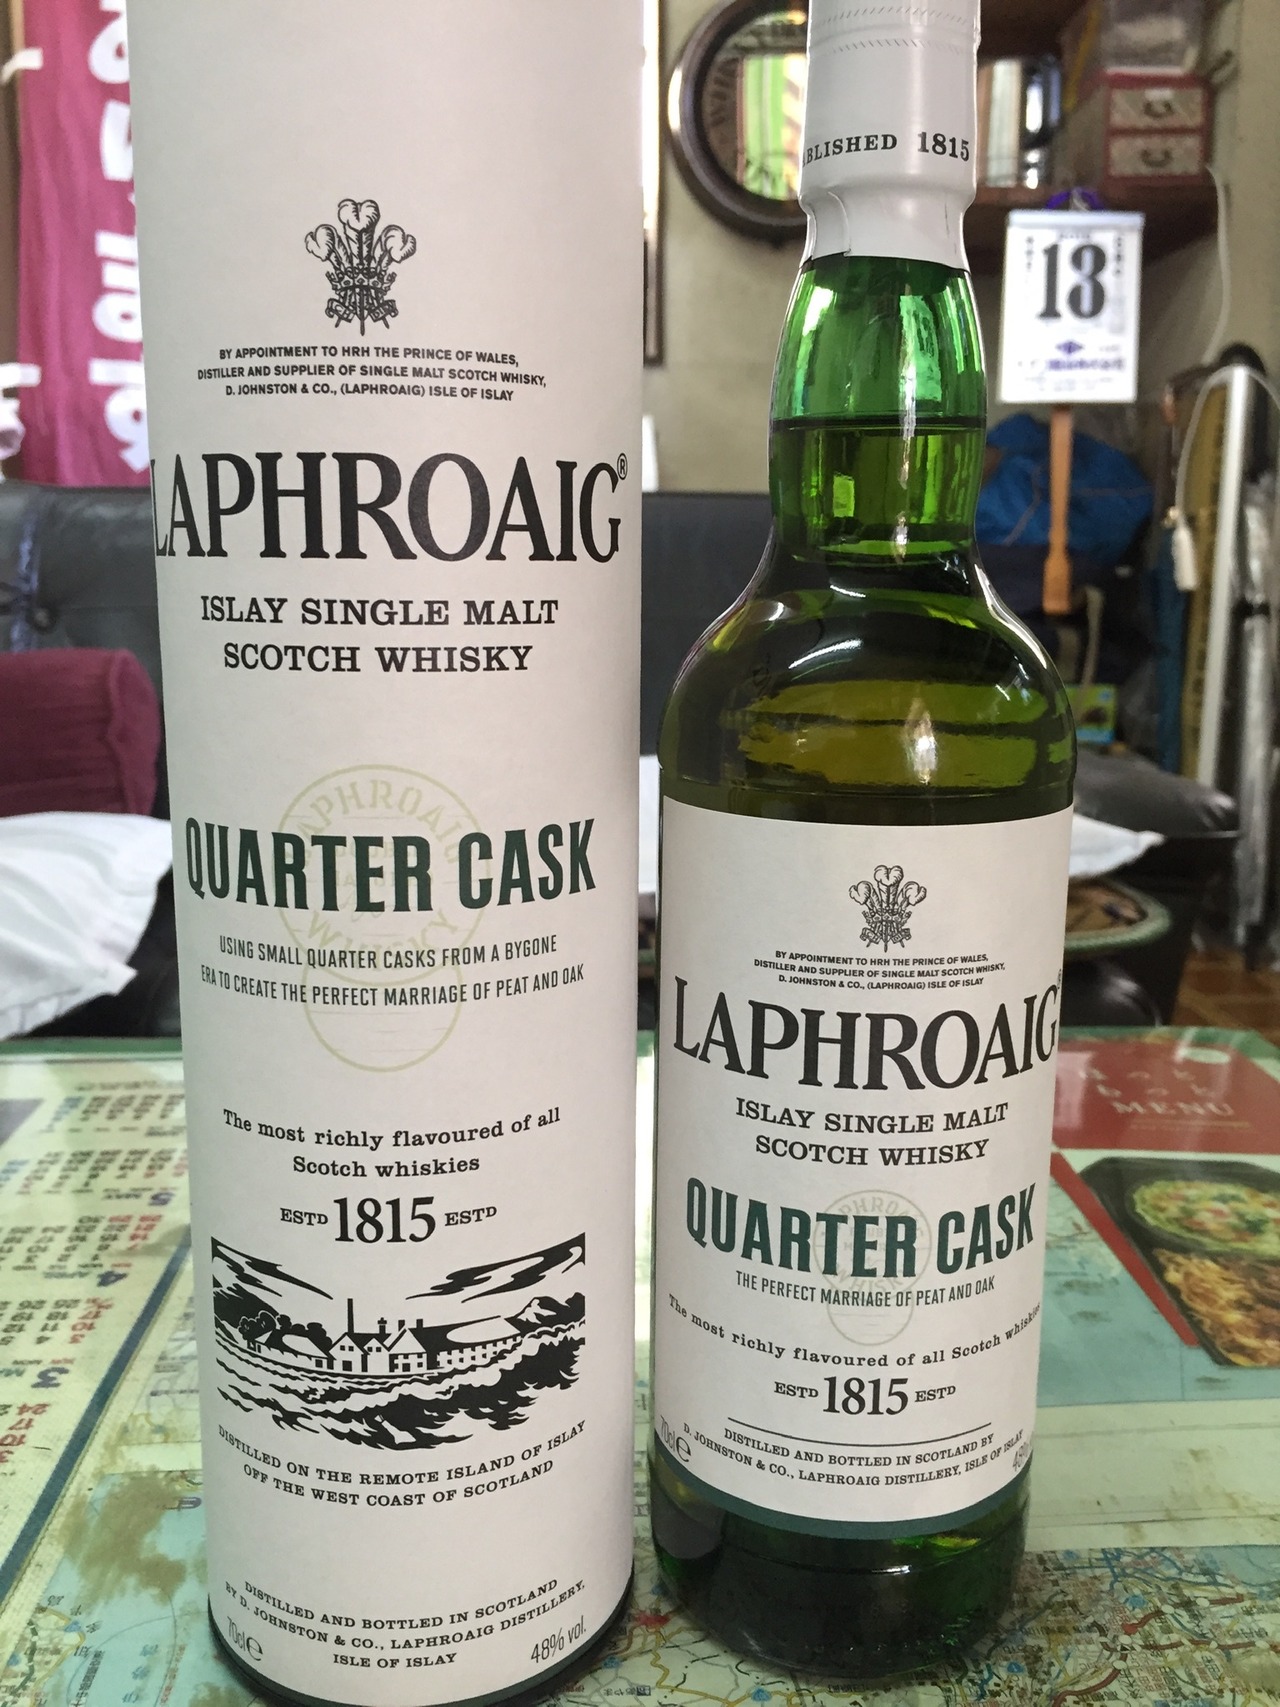 BY APPOINTMENT TO HRH THE PRINCE OF WALES,
DISTILLER AND SUPPLIER OF SINGLE MALT SCOTCH WHISKY,
D. JOHNSTON & CO., (LAPHROAIG) ISLE OF ISLAY
LAPHROAIG®
ISLAY SINGLE MALT
SCOTCH WHISKY
LAPHROAIG
QUARTER CASK
WHISKY
USING SMALL QUARTER CASKS FROM A BYGONE
ERA TO CREATE THE PERFECT MARRIAGE OF PEAT AND OAK
The most richly flavoured of all
Scotch whiskies
ESTD 1815 ESTD
DISTILLED ON THE REMOTE ISLAND OF ISLAY
OFF THE WEST COAST OF SCOTLAND
DISTILLED AND BOTTLED IN SCOTLAND
BY D. JOHNSTON & CO., LAPHROAIG DISTILLERY,
ISLE OF ISLAY
70cl e
48% vol.
ABLISHED 1815
BY APPOINTMENT TO HRH THE PRINCE OF WALES,
DISTILLER AND SUPPLIER OF SINGLE MALT SCOTCH WHISKY,
D. JOHNSTON & CO., (LAPHROAIG) ISLE OF ISLAY
LAPHROAIG®
ISLAY SINGLE MALT
SCOTCH WHISKY
QUARTER CASK
THE PERFECT MARRIAGE OF PEAT AND OAK
The most richly flavoured of all Scotch whiskies
ESTD 1815 ESTD
DISTILLED AND BOTTLED IN SCOTLAND BY
D. JOHNSTON & CO., LAPHROAIG DISTILLERY, ISLE OF ISLAY
70cl e
48%
13
MENU